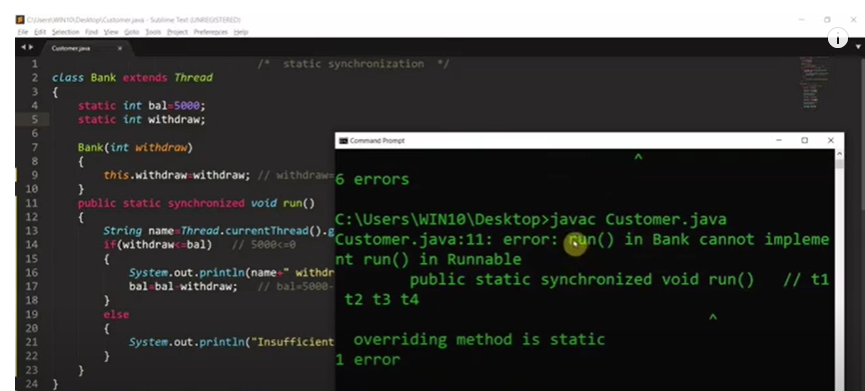 C:\Users\WIN10\Desktop\Customer.java - Sublime Text (UNREGISTERED)
File Edit Selection Find View Goto Tools Project Preferences Help
Customer.java ×
1 /* static synchronization */
2 class Bank extends Thread
3 {
4 static int bal=5000;
5 static int withdraw;
6
7 Bank(int withdraw)
8 {
9 this.withdraw=withdraw; // withdraw=
10 }
11 public static synchronized void run()
12 {
13 String name=Thread.currentThread().g
14 if(withdraw<=bal) // 5000<=0
15 {
16 System.out.println(name+" withdr
17 bal=bal-withdraw; // bal=5000-
18 }
19 else
20 {
21 System.out.println("Insufficient
22 }
23 }
24 }
Command Prompt
^
6 errors
C:\Users\WIN10\Desktop>javac Customer.java
Customer.java:11: error: run() in Bank cannot impleme
nt run() in Runnable
public static synchronized void run() // t1
t2 t3 t4
^
overriding method is static
1 error